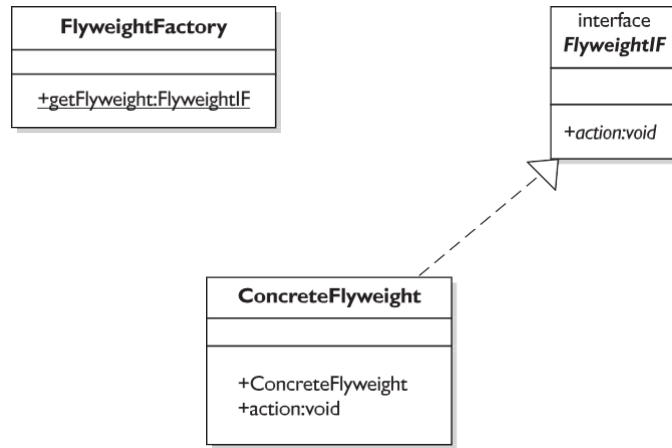 FlyweightFactory
+getFlyweight:FlyweightIF
interface
FlyweightIF
+action:void
ConcreteFlyweight
+ConcreteFlyweight
+action:void